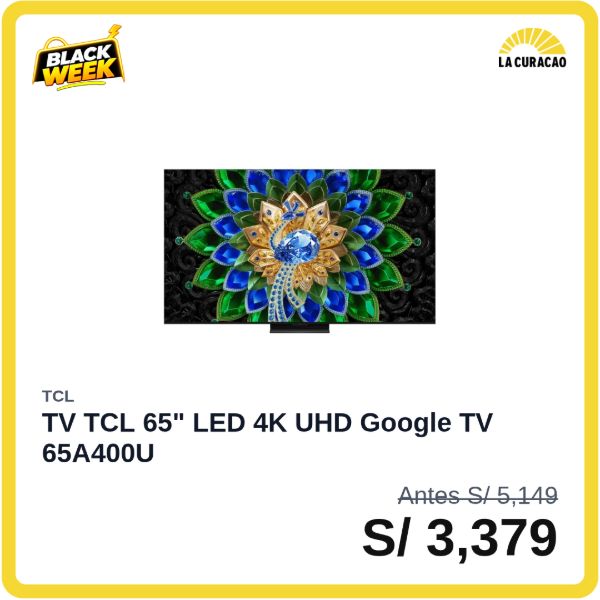 BLACK
WEEK
LA CURACAO
TCL
TV TCL 65" LED 4K UHD Google TV
65A400U
Antes S/ 5,149
S/ 3,379